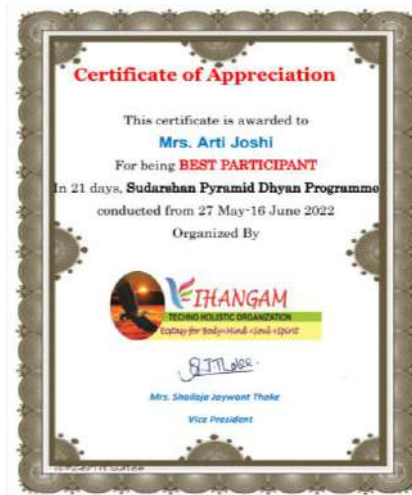 Certificate of Appreciation
This certificate is awarded to
Mrs. Arti Joshi
For being BEST PARTICIPANT
In 21 days, Sudarshan Pyramid Dhyan Programme
conducted from 27 May-16 June 2022
Organized By
VIHANGAM
TECHNO HOLISTIC ORGANIZATION
Ecstasy for Body+Mind +Soul +Spirit
Mrs. Shailaja Jaywant Thoke
Vice President